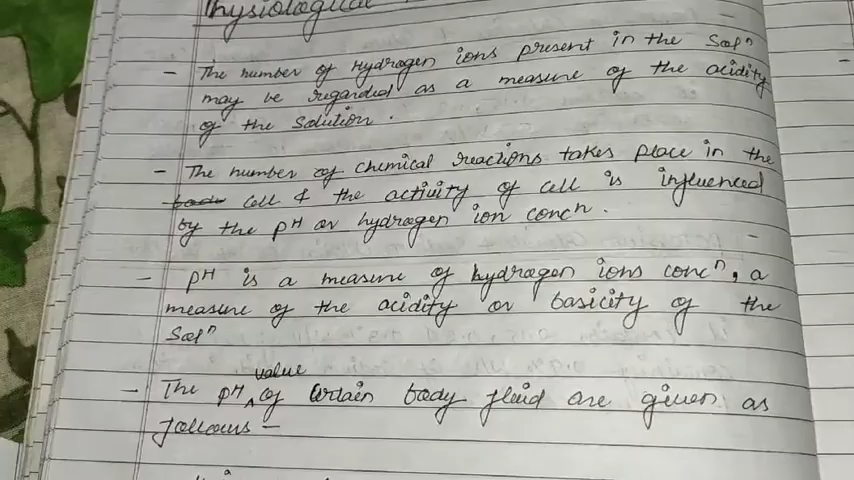 Physiological
- The number of Hydrogen ions present in the Solⁿ
may be regarded as a measure of the acidity
of the Solution.
- The number of chemical reactions takes place in the
cell & the activity of cell is influenced
by the pH or hydrogen ion concⁿ.
- pH is a measure of hydrogen ions concⁿ, a
measure of the acidity or basicity of the
Solⁿ
- The pH value of certain body fluid are given as
follows -